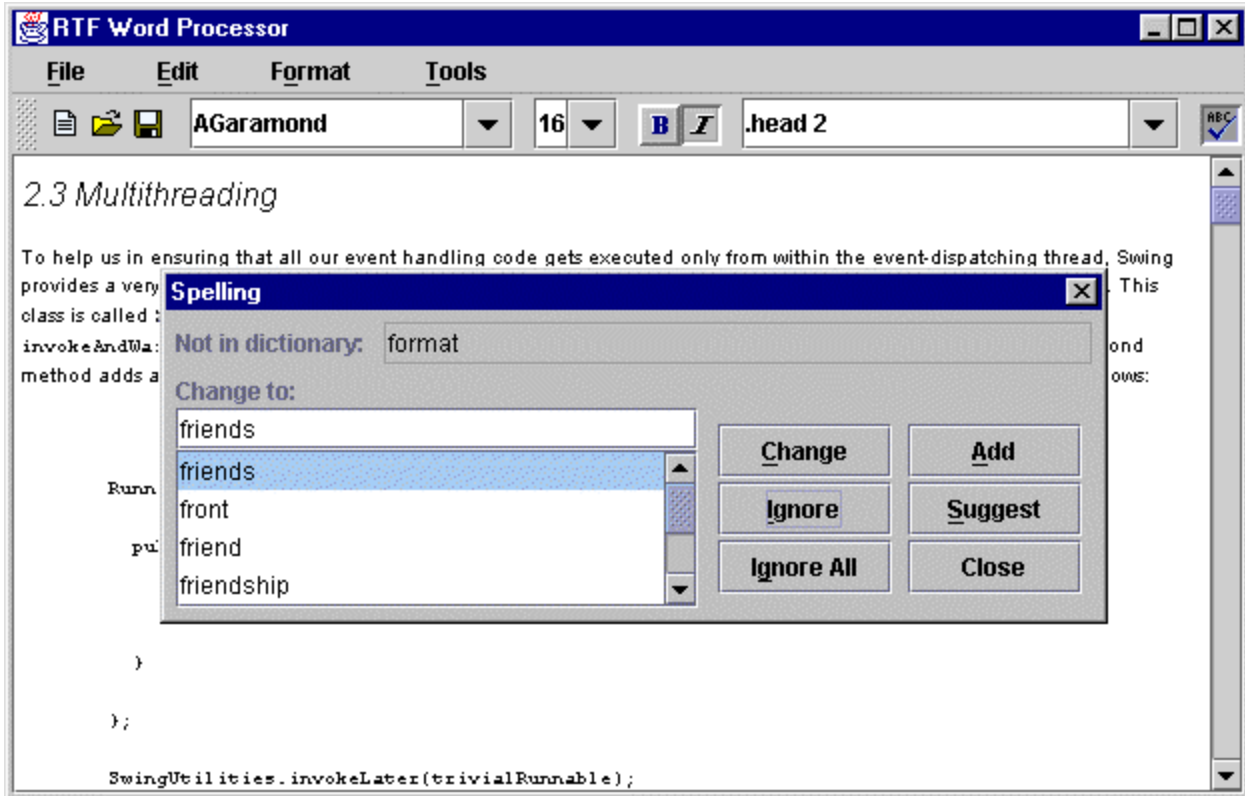 RTF Word Processor
File Edit Format Tools
AGaramond 16 B I .head 2 ABC
2.3 Multithreading
To help us in ensuring that all our event handling code gets executed only from within the event-dispatching thread, Swing
provides a very . This
class is called
invokeAndWa ond
method adds a ows:
Spelling
Not in dictionary: format
Change to:
friends
friends
front
friend
friendship
Change Add
Ignore Suggest
Ignore All Close
Runn
pu
}
};
SwingUtilities.invokeLater(trivialRunnable);